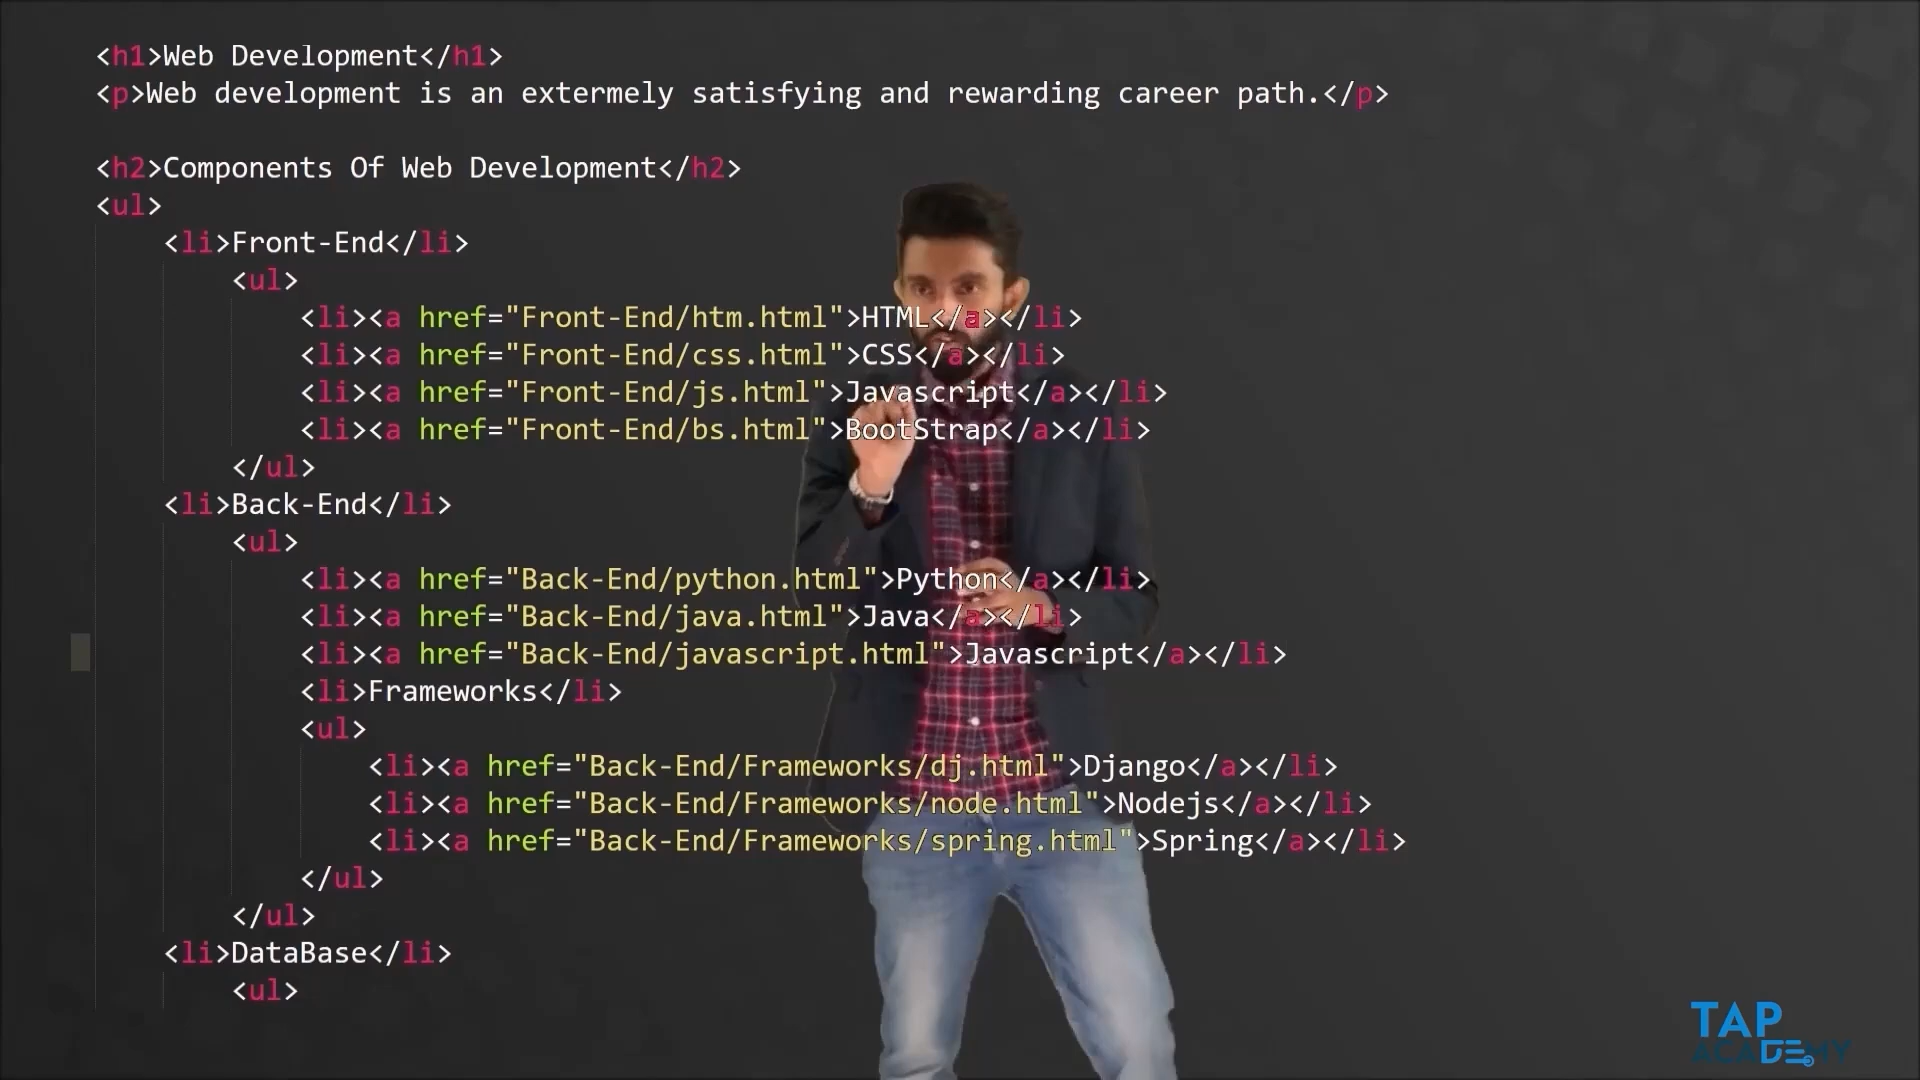 <h1>Web Development</h1>
<p>Web development is an extermely satisfying and rewarding career path.</p>
<h2>Components Of Web Development</h2>
<ul>
<li>Front-End</li>
<ul>
<li><a href="Front-End/htm.html">HTML</a></li>
<li><a href="Front-End/css.html">CSS</a></li>
<li><a href="Front-End/js.html">Javascript</a></li>
<li><a href="Front-End/bs.html">BootStrap</a></li>
</ul>
<li>Back-End</li>
<ul>
<li><a href="Back-End/python.html">Python</a></li>
<li><a href="Back-End/java.html">Java</a></li>
<li><a href="Back-End/javascript.html">Javascript</a></li>
<li>Frameworks</li>
<ul>
<li><a href="Back-End/Frameworks/dj.html">Django</a></li>
<li><a href="Back-End/Frameworks/node.html">Nodejs</a></li>
<li><a href="Back-End/Frameworks/spring.html">Spring</a></li>
</ul>
</ul>
<li>DataBase</li>
<ul>
TAP
ACADEMY